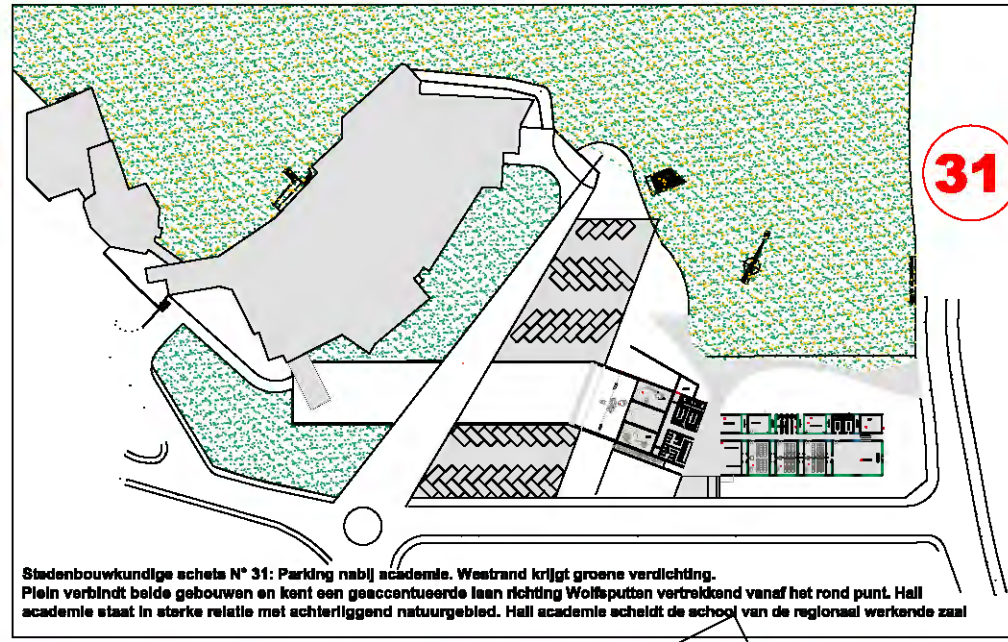 31
Stedenbouwkundige schets N° 31: Parking nabij academie. Westrand krijgt groene verdichting.
Plein verbindt beide gebouwen en kent een geaccentueerde laan richting Wolfsputten vertrekkend vanaf het rond punt. Hall
academie staat in sterke relatie met achterliggend natuurgebied. Hall academie scheidt de school van de regionaal werkende zaal